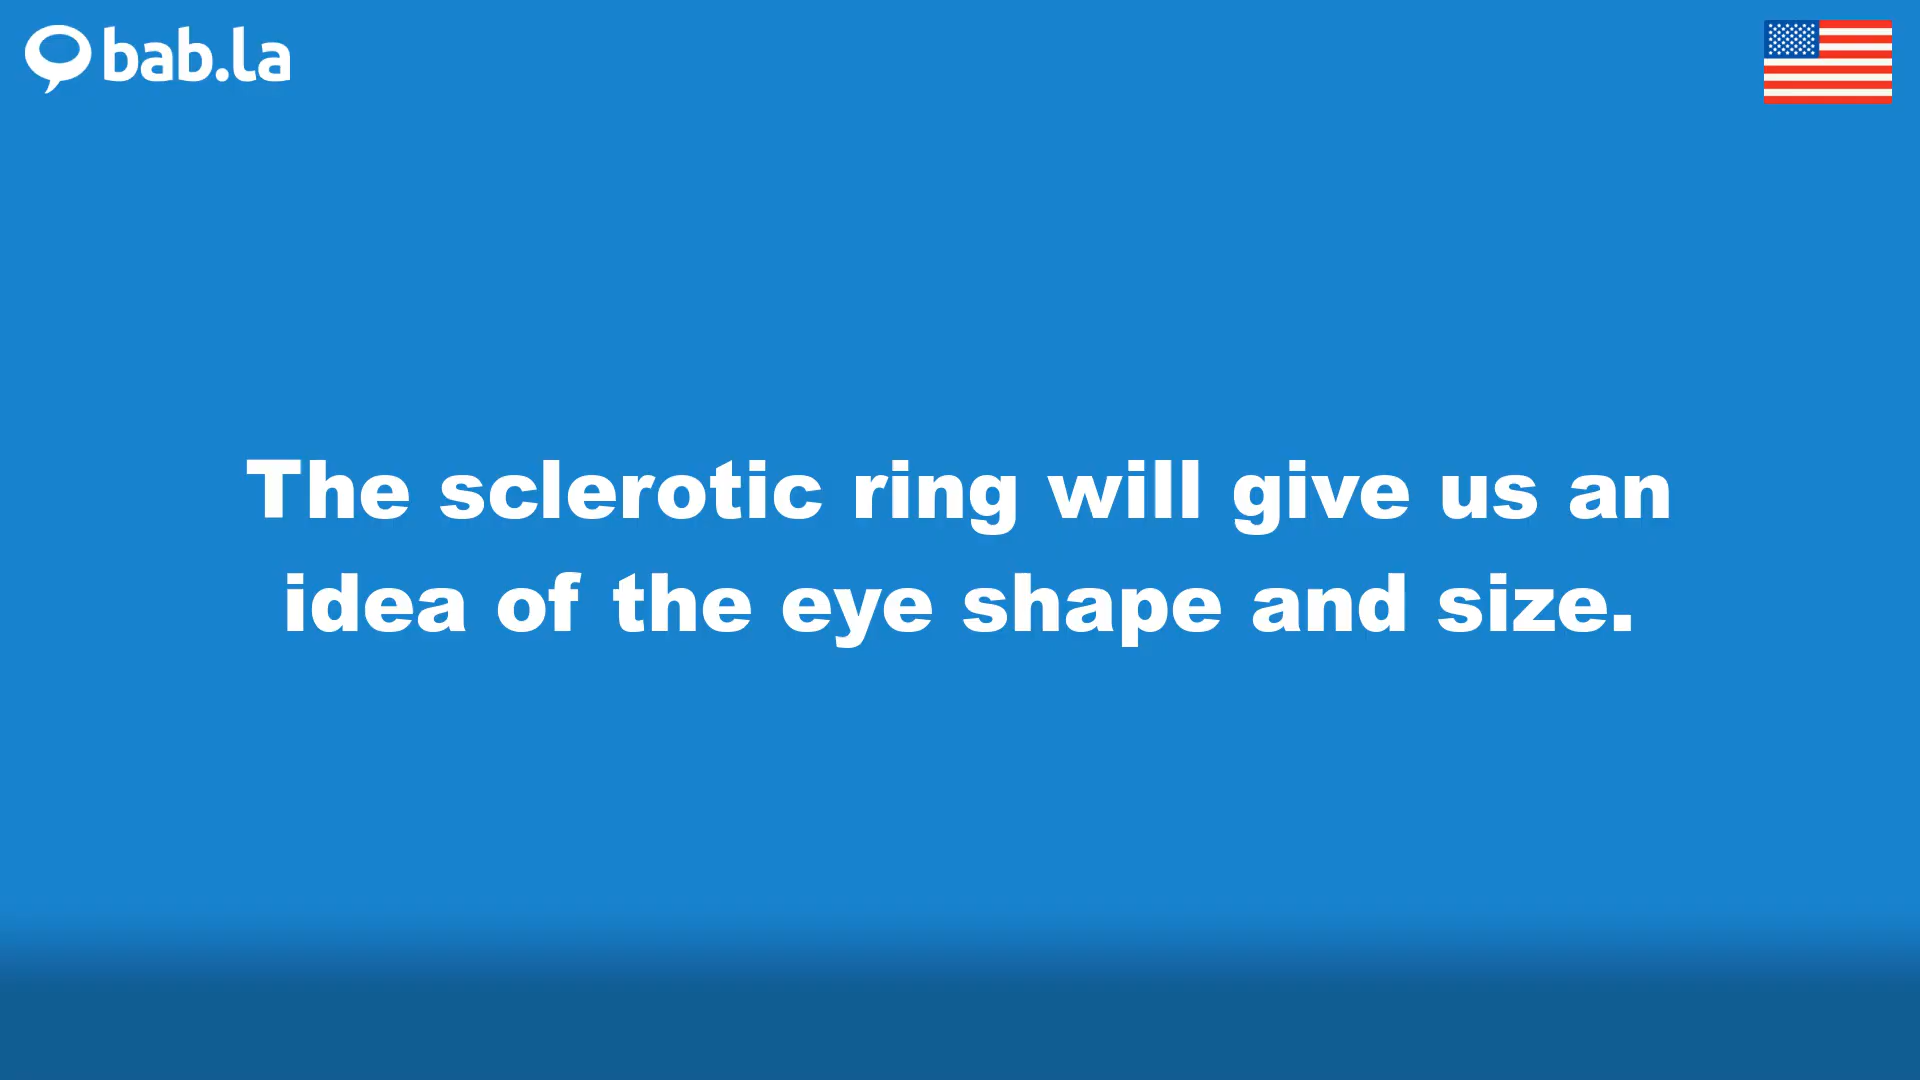 bab.la
The sclerotic ring will give us an
idea of the eye shape and size.